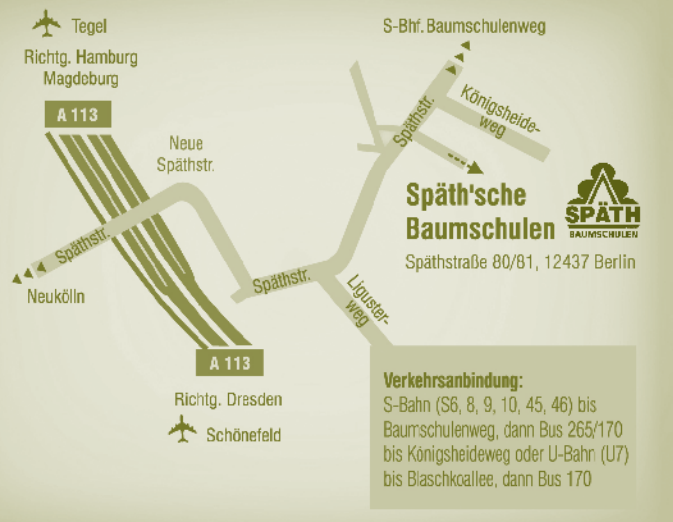 Tegel
Richtg. Hamburg
Magdeburg
A 113
S-Bhf. Baumschulenweg
Königsheide-
weg
Späthstr.
Neue
Späthstr.
Späth'sche
Baumschulen
SPÄTH
BAUMSCHULEN
Späthstraße 80/81, 12437 Berlin
Späthstr.
Neukölln
Späthstr.
Liguster-
weg
A 113
Richtg. Dresden
Schönefeld
Verkehrsanbindung:
S-Bahn (S6, 8, 9, 10, 45, 46) bis
Baumschulenweg, dann Bus 265/170
bis Königsheideweg oder U-Bahn (U7)
bis Blaschkoallee, dann Bus 170